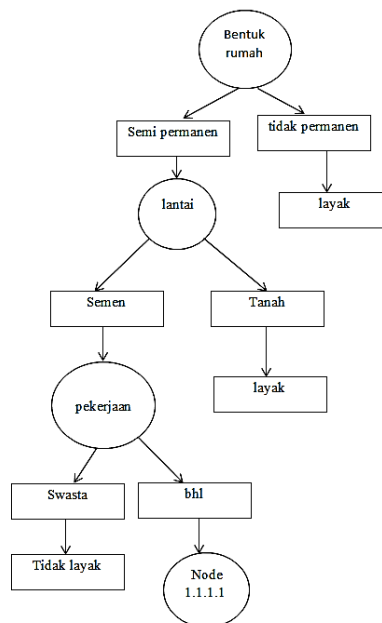 Bentuk
rumah
Semi permanen
tidak permanen
lantai
layak
Semen
Tanah
pekerjaan
layak
Swasta
bhl
Tidak layak
Node
1.1.1.1